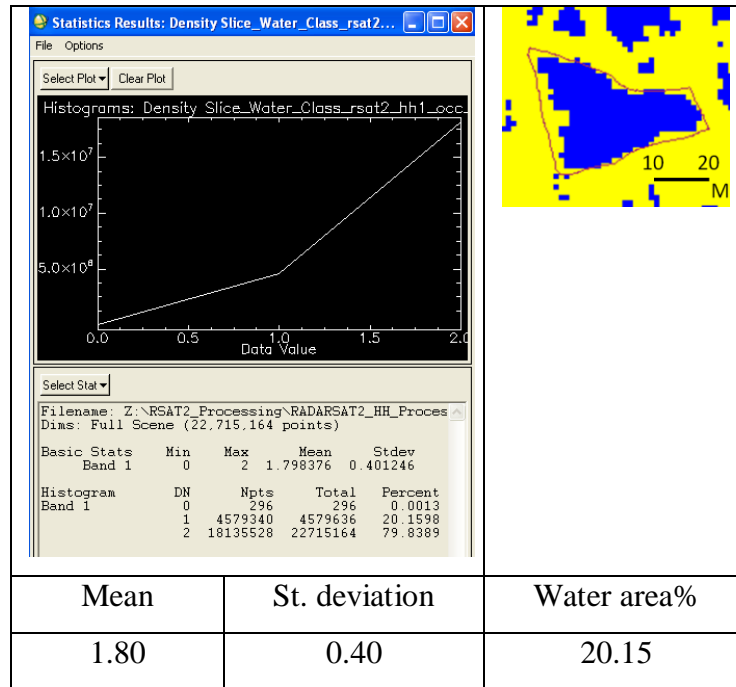 Statistics Results: Density Slice_Water_Class_rsat2...
File Options
Select Plot Clear Plot
Histograms: Density Slice_Water_Class_rsat2_hh1_occ_
1.5×10⁷
1.0×10⁷
5.0×10⁶
0.0 0.5 1.0 1.5 2.0
Data Value
Select Stat
Filename: Z:\RSAT2_Processing\RADARSAT2_HH_Proces
Dims: Full Scene (22,715,164 points)
Basic Stats Min Max Mean Stdev
Band 1 0 2 1.798376 0.401246
Histogram DN Npts Total Percent
Band 1 0 296 296 0.0013
1 4579340 4579636 20.1598
2 18135528 22715164 79.8389
10 20
M
Mean St. deviation Water area%
1.80 0.40 20.15